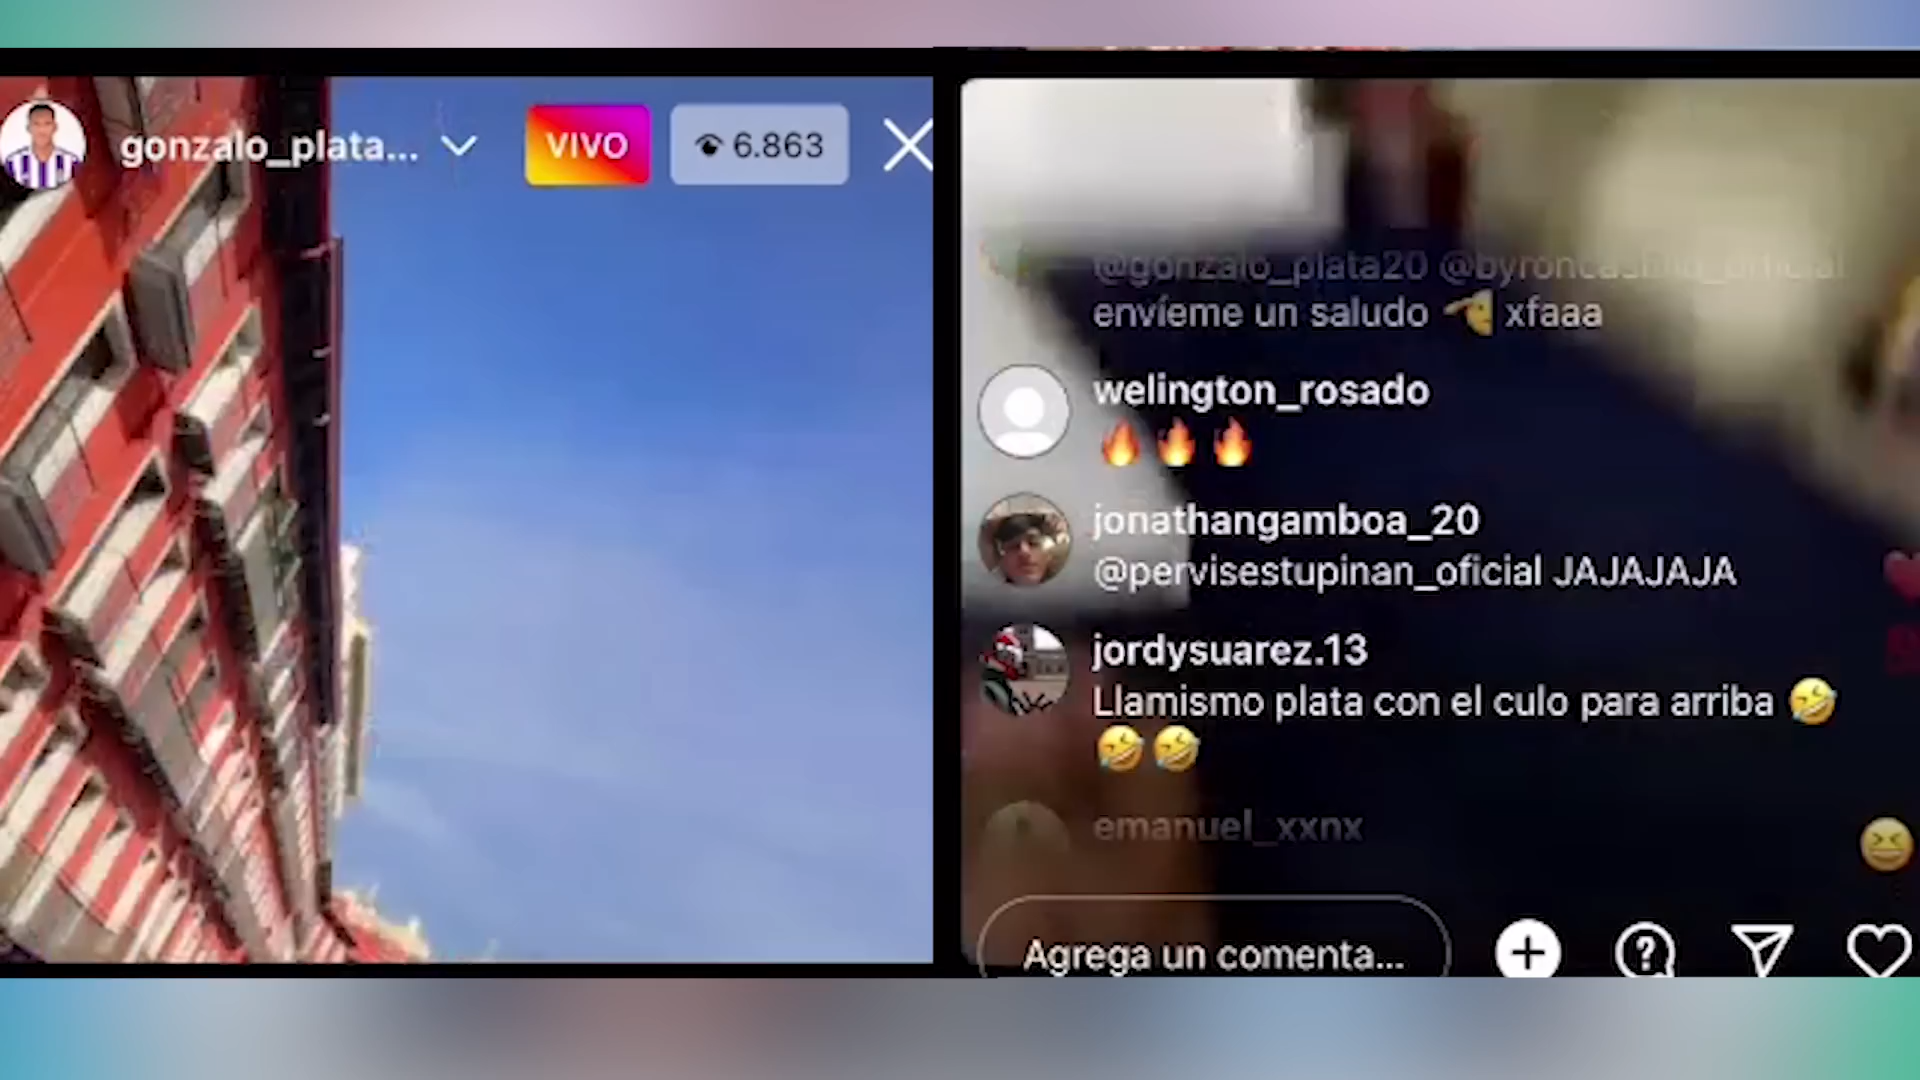 gonzalo_plata...
VIVO
6.863
@gonzalo_plata20
envíeme un saludo xfaaa
welington_rosado
jonathangamboa_20
@pervisestupinan_oficial JAJAJAJA
jordysuarez.13
Llamismo plata con el culo para arriba
emanuel_xxnx
Agrega un comenta...